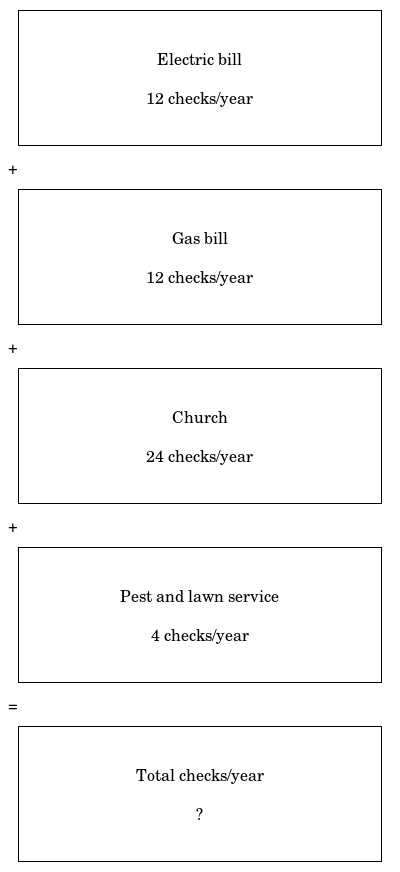 Electric bill
12 checks/year
+
Gas bill
12 checks/year
+
Church
24 checks/year
+
Pest and lawn service
4 checks/year
=
Total checks/year
?